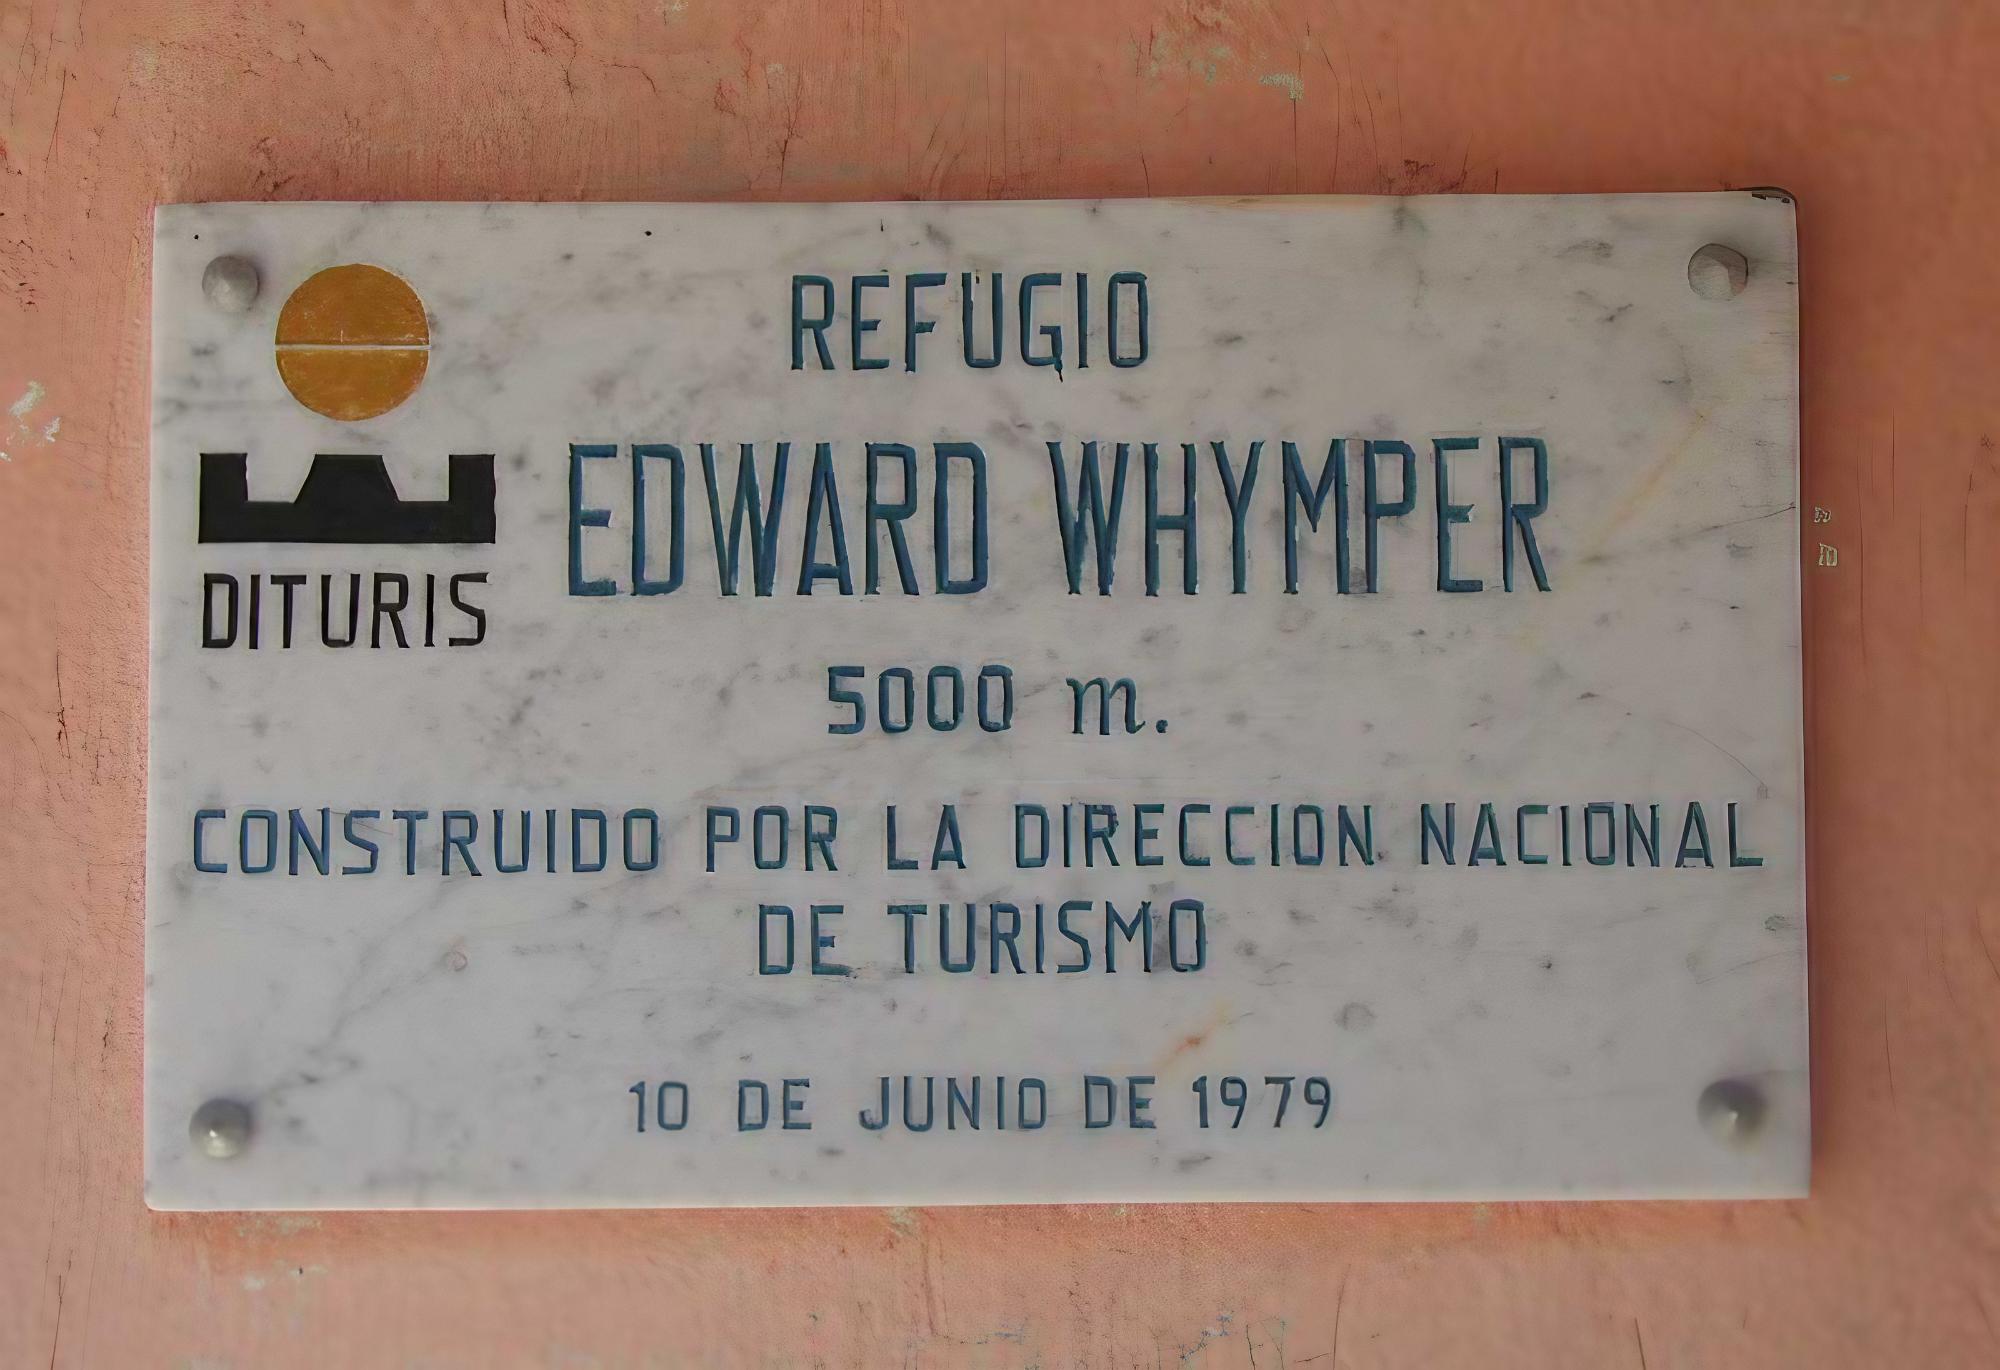 REFUGIO
EDWARD WHYMPER
DITURIS
5000 m.
CONSTRUIDO POR LA DIRECCION NACIONAL
DE TURISMO
10 DE JUNIO DE 1979